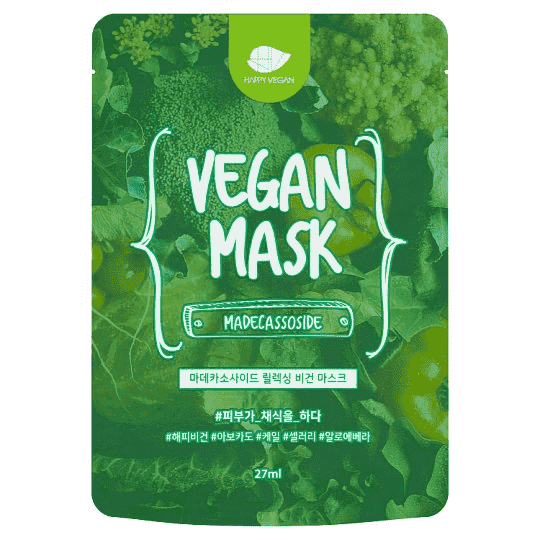 HAPPY VEGAN
VEGAN
MASK
MADECASSOSIDE
마데카소사이드 릴렉싱 비건 마스크
#피부가_채식을_하다
#해피비건 #아보카도 #케일 #셀러리 #알로에베라
27ml